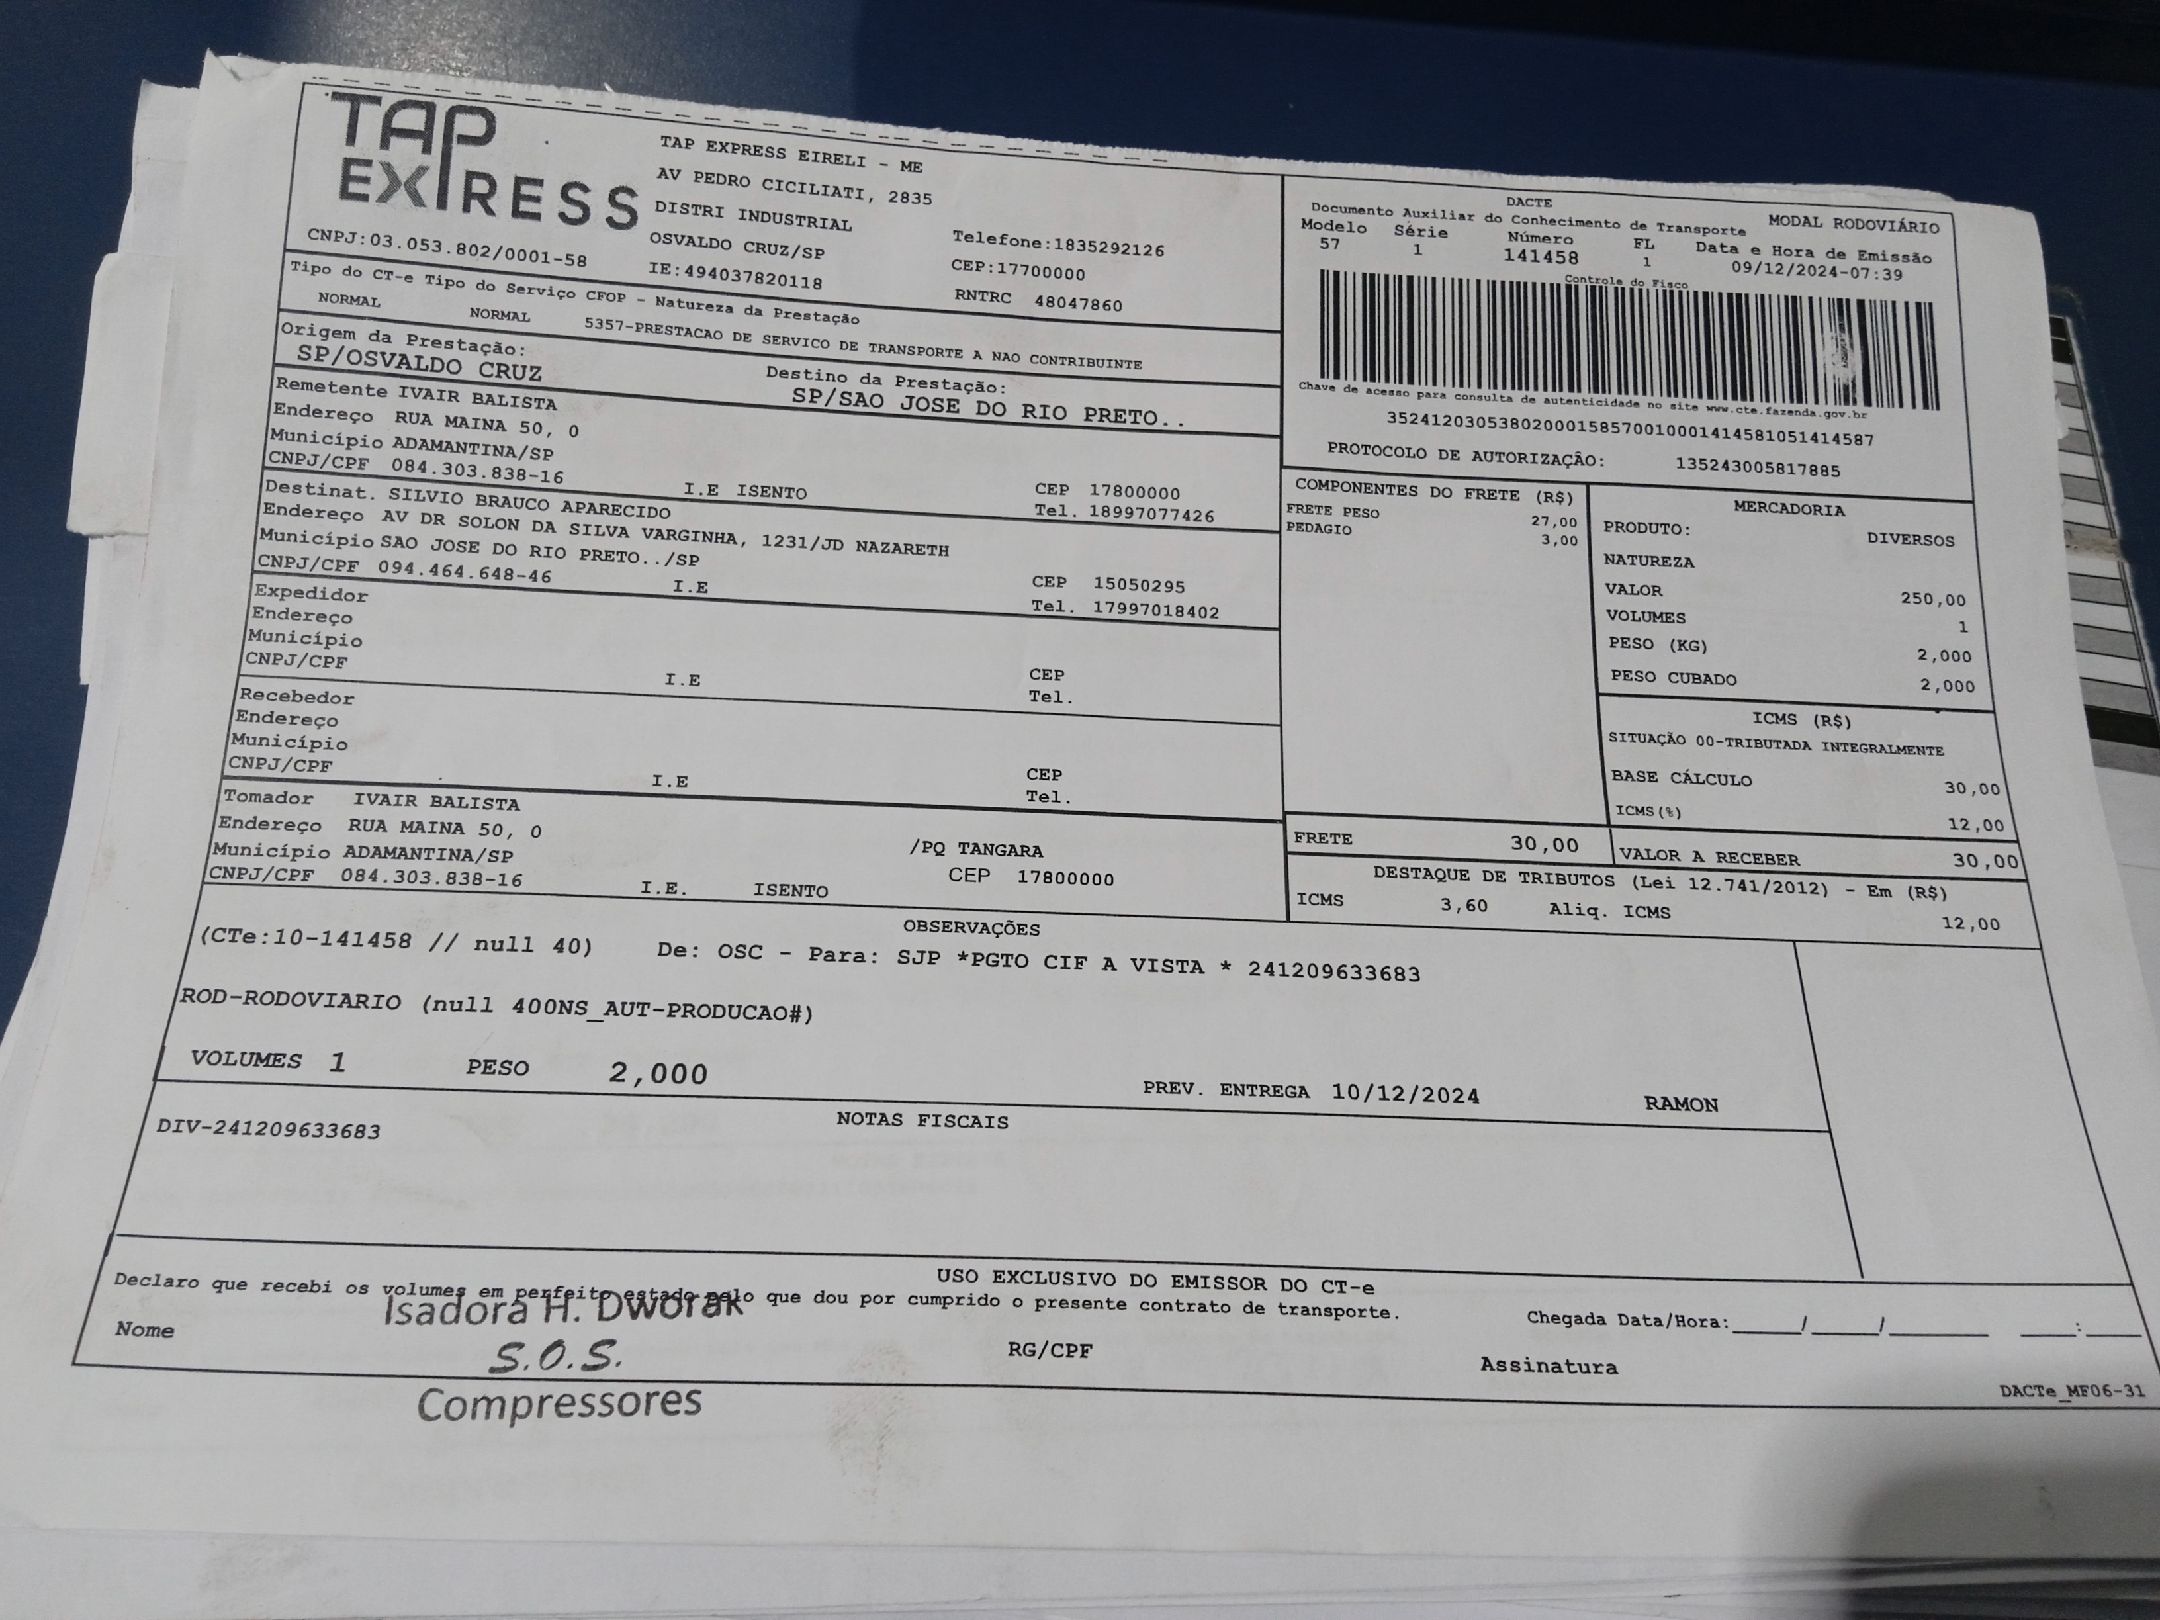 TAP
EXPRESS
TAP EXPRESS EIRELI - ME
AV PEDRO CICILIATI, 2835
DISTRI INDUSTRIAL
OSVALDO CRUZ/SP Telefone:1835292126
CNPJ:03.053.802/0001-58 IE:494037820118 CEP:17700000
RNTRC 48047860
DACTE
Documento Auxiliar do Conhecimento de Transporte MODAL RODOVIÁRIO
Modelo Série Número FL Data e Hora de Emissão
57 1 141458 1 09/12/2024-07:39
Controle do Fisco
Chave de acesso para consulta de autenticidade no site www.cte.fazenda.gov.br
35241203053802000158570010001414581051414587
PROTOCOLO DE AUTORIZAÇÂO: 135243005817885
Tipo do CT-e Tipo do Serviço CFOP - Natureza da Prestação
NORMAL NORMAL 5357-PRESTACAO DE SERVICO DE TRANSPORTE A NAO CONTRIBUINTE
Origem da Prestação: Destino da Prestação:
SP/OSVALDO CRUZ SP/SAO JOSE DO RIO PRETO..
Remetente IVAIR BALISTA
Endereço RUA MAINA 50, 0
Município ADAMANTINA/SP CEP 17800000
CNPJ/CPF 084.303.838-16 I.E ISENTO Tel. 18997077426
Destinat. SILVIO BRAUCO APARECIDO
Endereço AV DR SOLON DA SILVA VARGINHA, 1231/JD NAZARETH
Município SAO JOSE DO RIO PRETO../SP CEP 15050295
CNPJ/CPF 094.464.648-46 I.E Tel. 17997018402
Expedidor
Endereço
Município CEP
CNPJ/CPF I.E Tel.
Recebedor
Endereço
Município CEP
CNPJ/CPF I.E Tel.
Tomador IVAIR BALISTA
Endereço RUA MAINA 50, 0 /PQ TANGARA
Município ADAMANTINA/SP CEP 17800000
CNPJ/CPF 084.303.838-16 I.E. ISENTO
COMPONENTES DO FRETE (R$)
FRETE PESO 27,00
PEDAGIO 3,00
MERCADORIA
PRODUTO: DIVERSOS
NATUREZA
VALOR 250,00
VOLUMES 1
PESO (KG) 2,000
PESO CUBADO 2,000
ICMS (R$)
SITUAÇÃO 00-TRIBUTADA INTEGRALMENTE
BASE CÁLCULO 30,00
ICMS(%) 12,00
FRETE 30,00 VALOR A RECEBER 30,00
DESTAQUE DE TRIBUTOS (Lei 12.741/2012) - Em (R$)
ICMS 3,60 Aliq. ICMS 12,00
OBSERVAÇÕES
(CTe:10-141458 // null 40) De: OSC - Para: SJP *PGTO CIF A VISTA * 241209633683
ROD-RODOVIARIO (null 400NS_AUT-PRODUCAO#)
VOLUMES 1 PESO 2,000 PREV. ENTREGA 10/12/2024 RAMON
NOTAS FISCAIS
DIV-241209633683
USO EXCLUSIVO DO EMISSOR DO CT-e
Declaro que recebi os volumes em perfeito estado pelo que dou por cumprido o presente contrato de transporte.
Chegada Data/Hora:_____/_____/_______ ____:____
Isadora H. Dworak
Nome RG/CPF Assinatura
S.O.S.
Compressores
DACTe_MF06-31